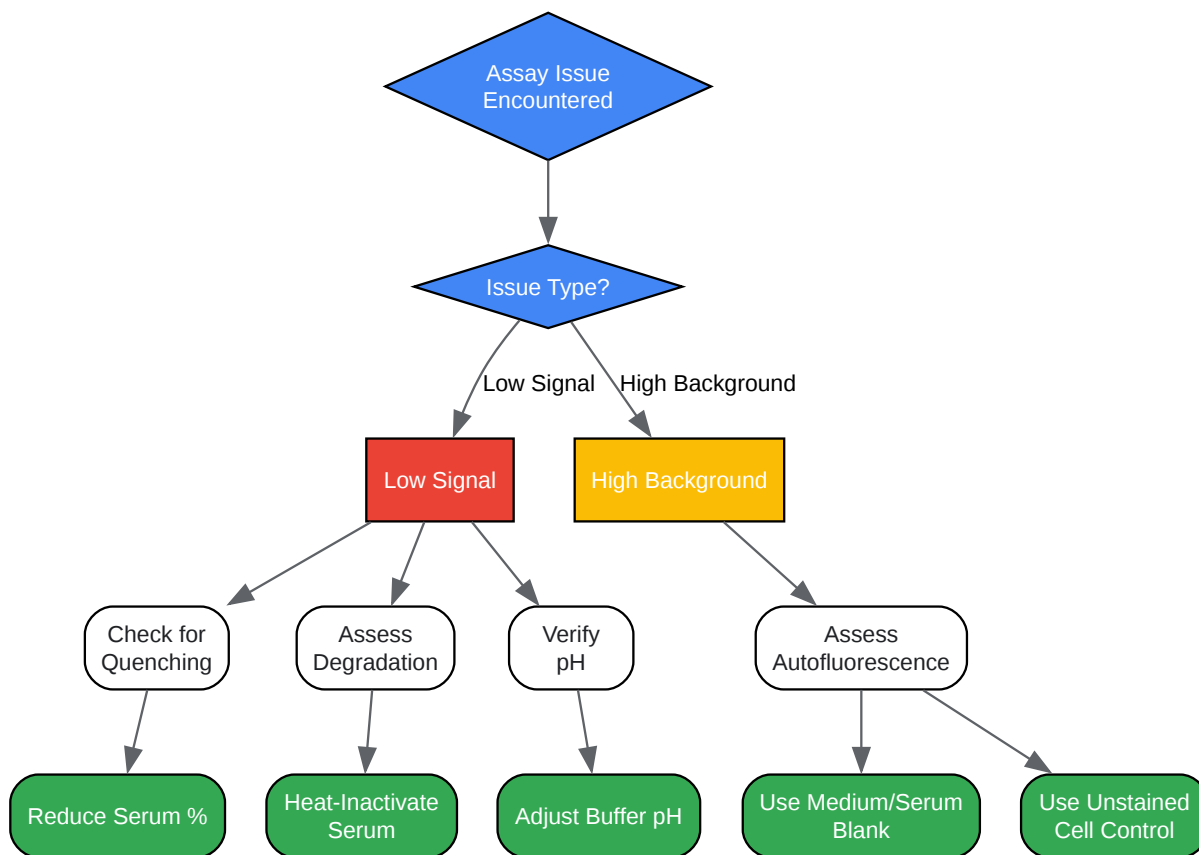 Assay Issue
Encountered
Issue Type?
Low Signal
High Background
Low Signal
High Background
Check for
Quenching
Assess
Degradation
Verify
pH
Assess
Autofluorescence
Reduce Serum %
Heat-Inactivate
Serum
Adjust Buffer pH
Use Medium/Serum
Blank
Use Unstained
Cell Control